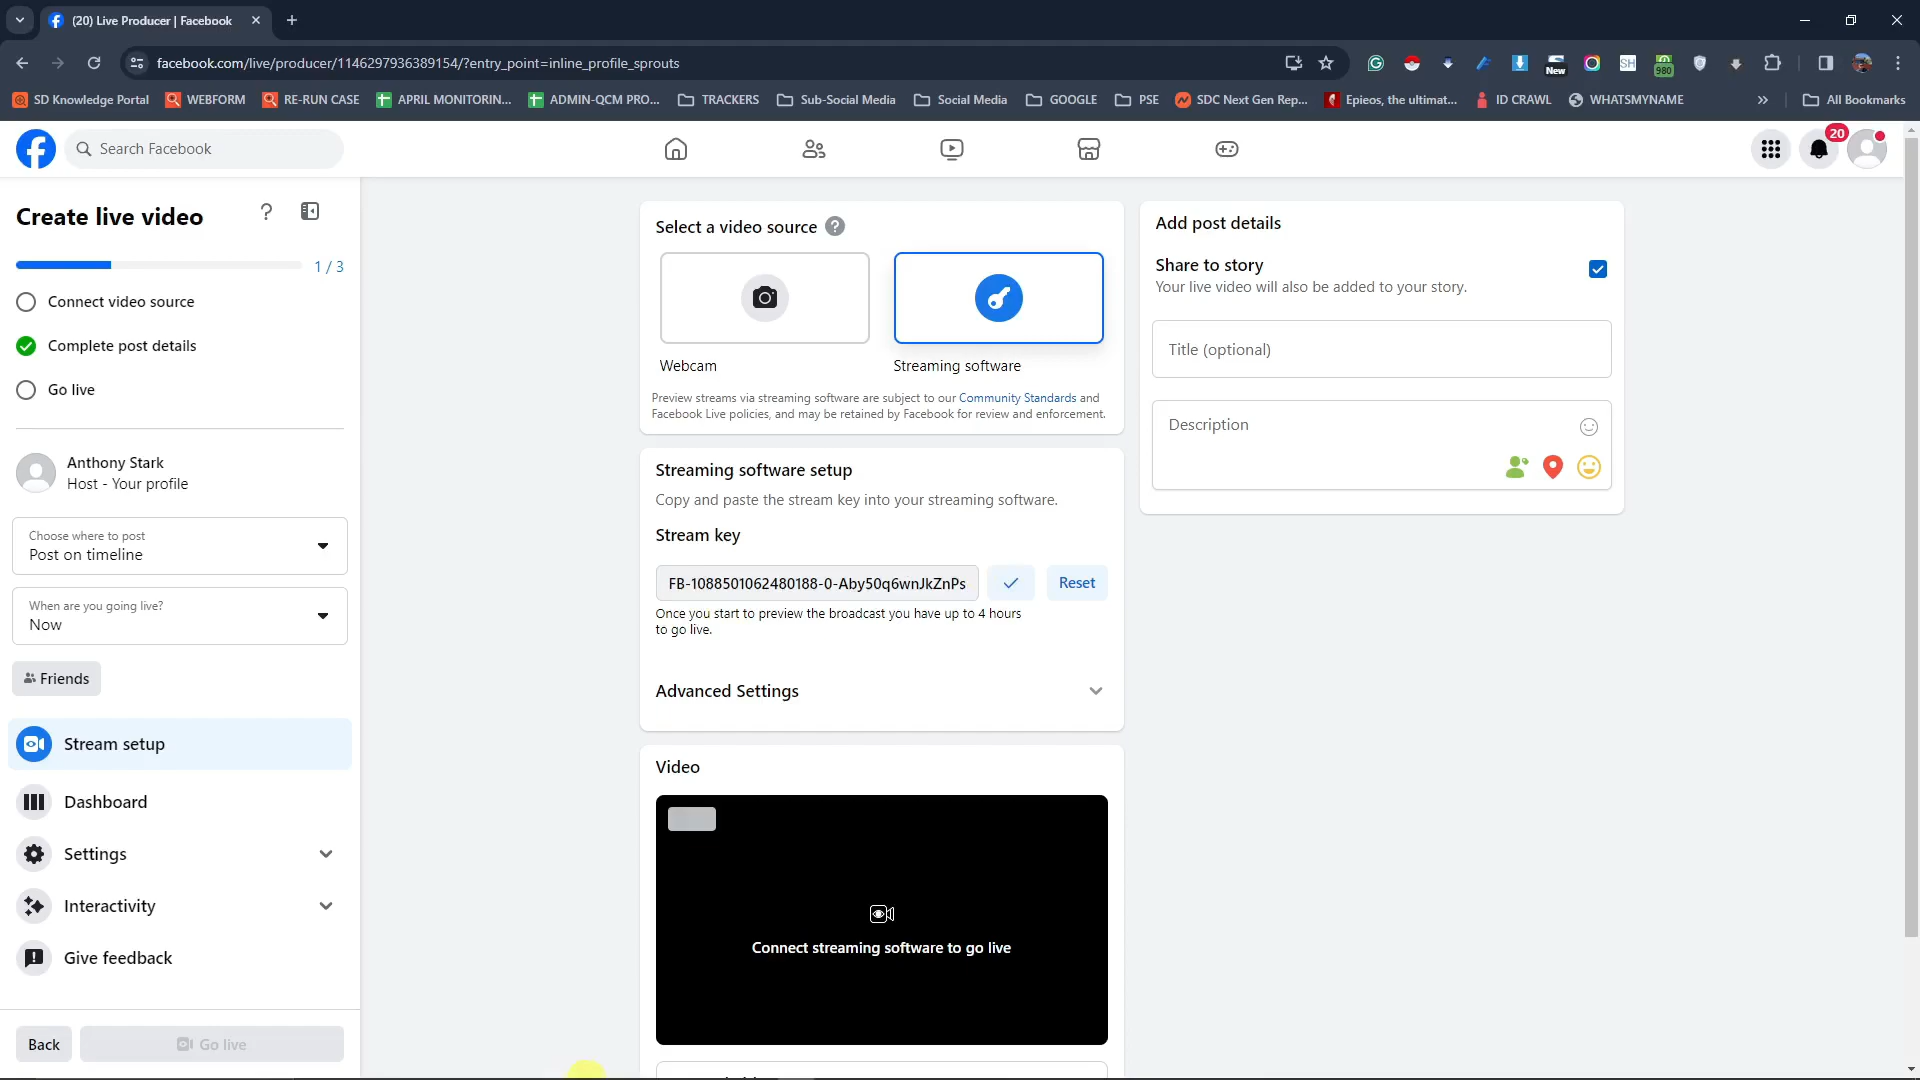 (20) Live Producer | Facebook
facebook.com/live/producer/1146297936389154/?entry_point=inline_profile_sprouts
New
SH
980
SD Knowledge Portal
WEBFORM
RE-RUN CASE
APRIL MONITORIN...
ADMIN-QCM PRO...
TRACKERS
Sub-Social Media
Social Media
GOOGLE
PSE
SDC Next Gen Rep...
Epieos, the ultimat...
ID CRAWL
WHATSMYNAME
All Bookmarks
Search Facebook
20
Create live video
1 / 3
Connect video source
Complete post details
Go live
Anthony Stark
Host - Your profile
Choose where to post
Post on timeline
When are you going live?
Now
Friends
Stream setup
Dashboard
Settings
Interactivity
Give feedback
Back
Go live
Select a video source
Webcam
Streaming software
Preview streams via streaming software are subject to our Community Standards and
Facebook Live policies, and may be retained by Facebook for review and enforcement.
Streaming software setup
Copy and paste the stream key into your streaming software.
Stream key
FB-1088501062480188-0-Aby50q6wnJkZnPs
Reset
Once you start to preview the broadcast you have up to 4 hours
to go live.
Advanced Settings
Video
Connect streaming software to go live
Add post details
Share to story
Your live video will also be added to your story.
Title (optional)
Description